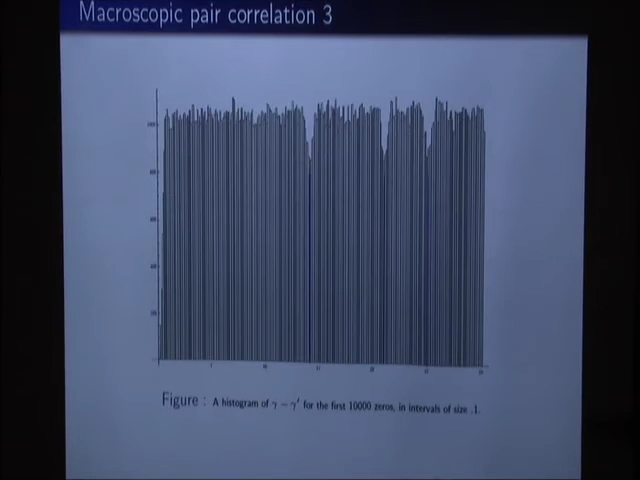 Macroscopic pair correlation 3
Figure : A histogram of γ − γ′ for the first 10000 zeros, in intervals of size .1.